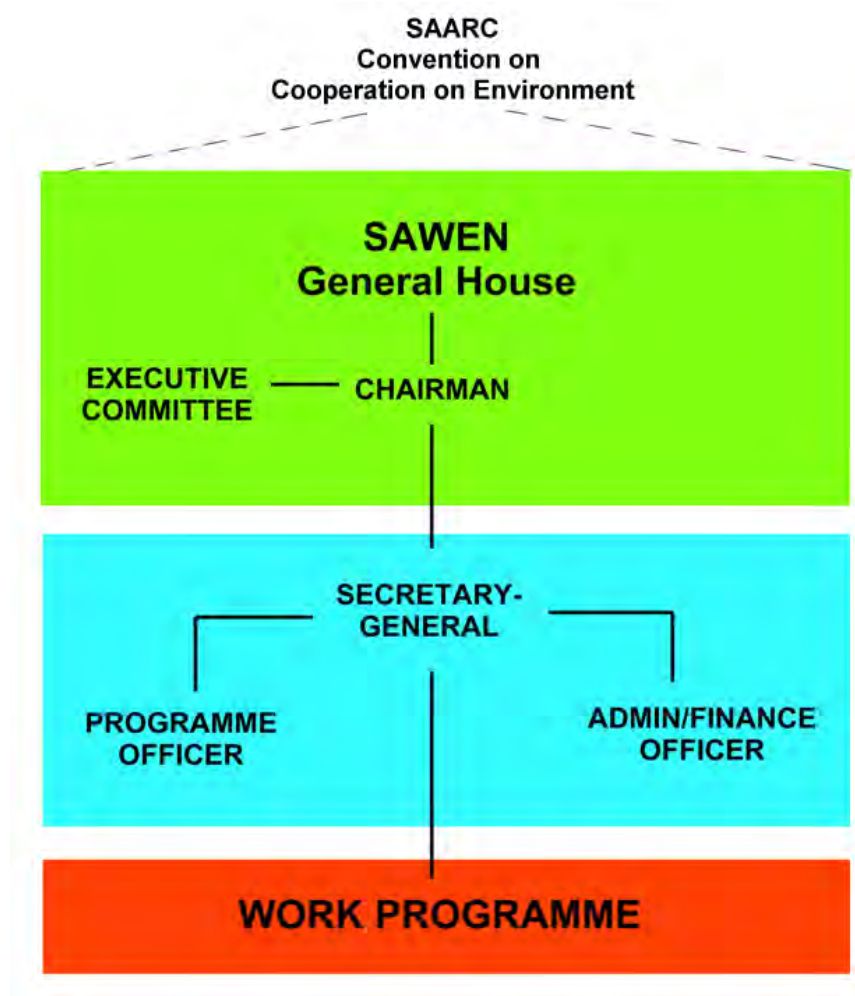 SAARC
Convention on
Cooperation on Environment
SAWEN
General House
EXECUTIVE
COMMITTEE
CHAIRMAN
SECRETARY-
GENERAL
PROGRAMME
OFFICER
ADMIN/FINANCE
OFFICER
WORK PROGRAMME